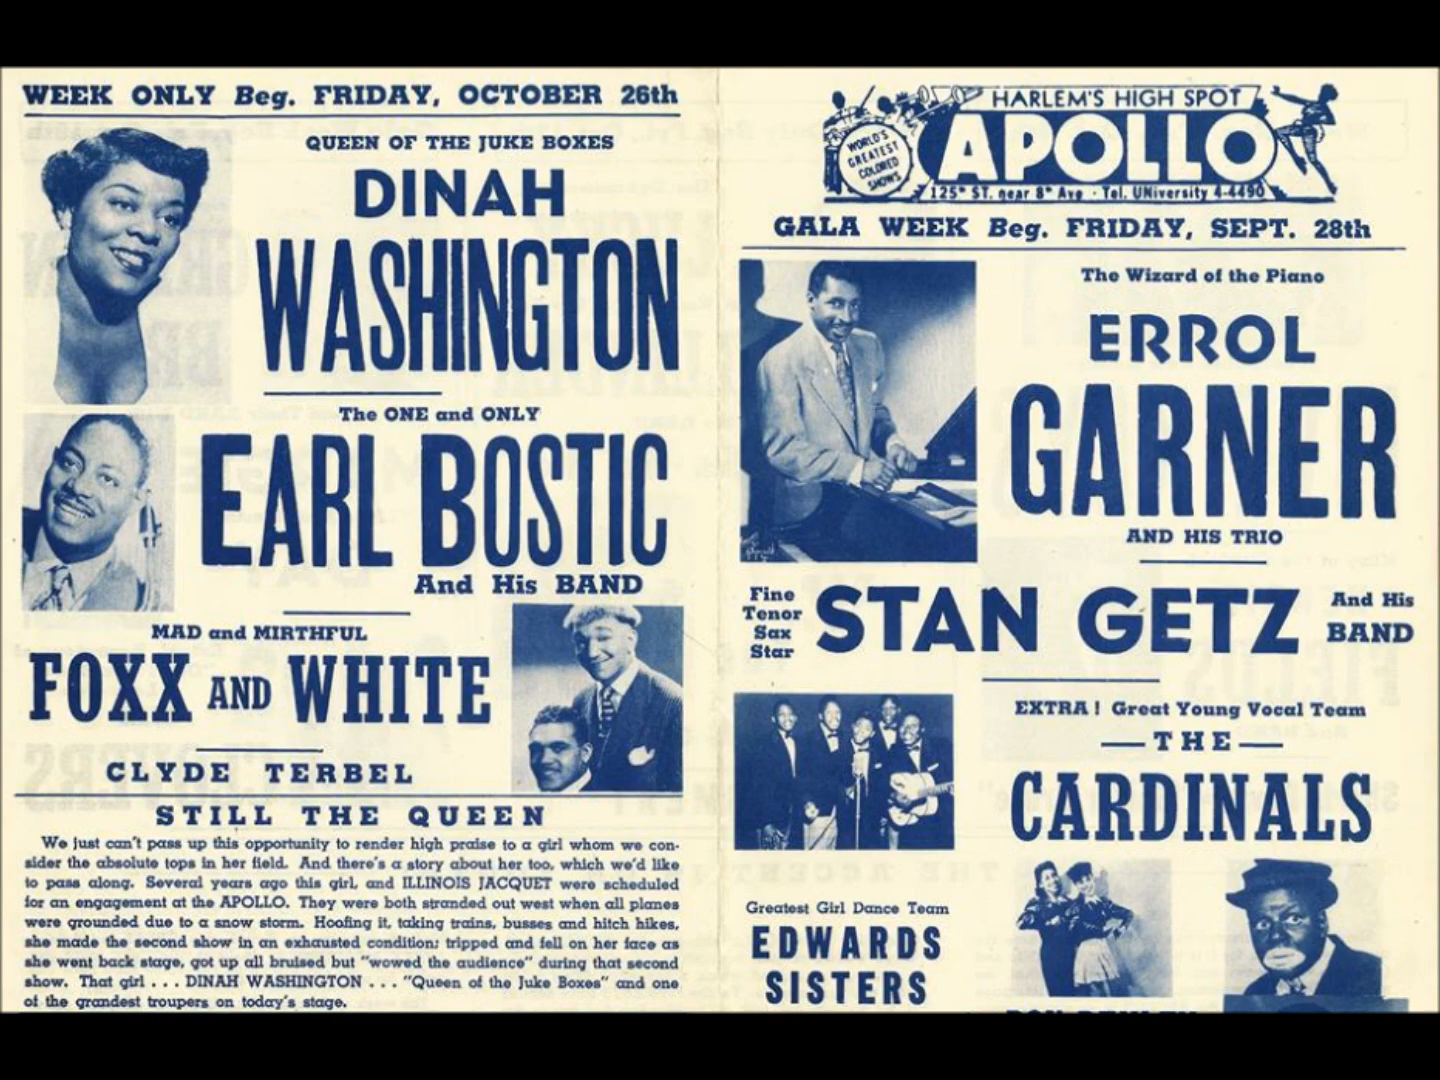 WEEK ONLY Beg. FRIDAY, OCTOBER 26th
QUEEN OF THE JUKE BOXES
DINAH
WASHINGTON
The ONE and ONLY
EARL BOSTIC
And His BAND
MAD and MIRTHFUL
FOXX AND WHITE
CLYDE TERBEL
STILL THE QUEEN
We just can't pass up this opportunity to render high praise to a girl whom we con-
sider the absolute tops in her field. And there's a story about her too, which we'd like
to pass along. Several years ago this girl, and ILLINOIS JACQUET were scheduled
for an engagement at the APOLLO. They were both stranded out west when all planes
were grounded due to a snow storm. Hoofing it, taking trains, busses and hitch hikes,
she made the second show in an exhausted condition; tripped and fell on her face as
she went back stage, got up all bruised but "wowed the audience" during that second
show. That girl . . . DINAH WASHINGTON . . . "Queen of the Juke Boxes" and one
of the grandest troupers on today's stage.
HARLEM'S HIGH SPOT
WORLD'S
GREATEST
COLORED
SHOWS
APOLLO
125th ST. near 8th Ave - Tel. UNiversity 4-4490
GALA WEEK Beg. FRIDAY, SEPT. 28th
The Wizard of the Piano
ERROL
GARNER
AND HIS TRIO
Fine
Tenor
Sax
Star
STAN GETZ
And His
BAND
EXTRA! Great Young Vocal Team
THE
CARDINALS
Greatest Girl Dance Team
EDWARDS
SISTERS